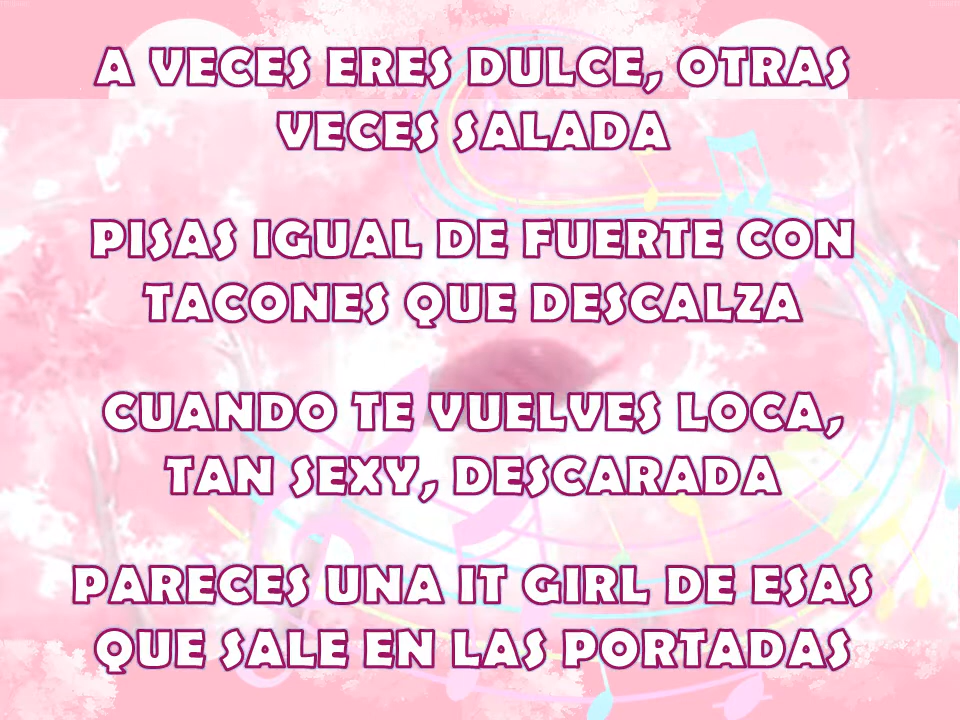 A VECES ERES DULCE, OTRAS
VECES SALADA
PISAS IGUAL DE FUERTE CON
TACONES QUE DESCALZA
CUANDO TE VUELVES LOCA,
TAN SEXY, DESCARADA
PARECES UNA IT GIRL DE ESAS
QUE SALE EN LAS PORTADAS